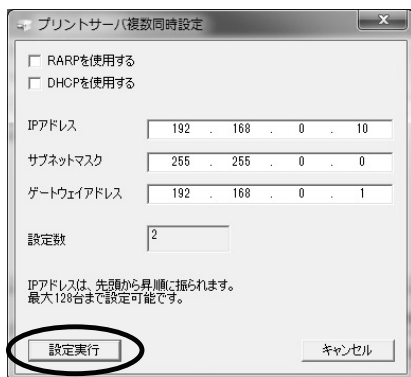 プリントサーバ複数同時設定
RARPを使用する
DHCPを使用する
IPアドレス 192 . 168 . 0 . 10
サブネットマスク 255 . 255 . 0 . 0
ゲートウェイアドレス 192 . 168 . 0 . 1
設定数 2
IPアドレスは、先頭から昇順に振られます。
最大128台まで設定可能です。
設定実行 キャンセル